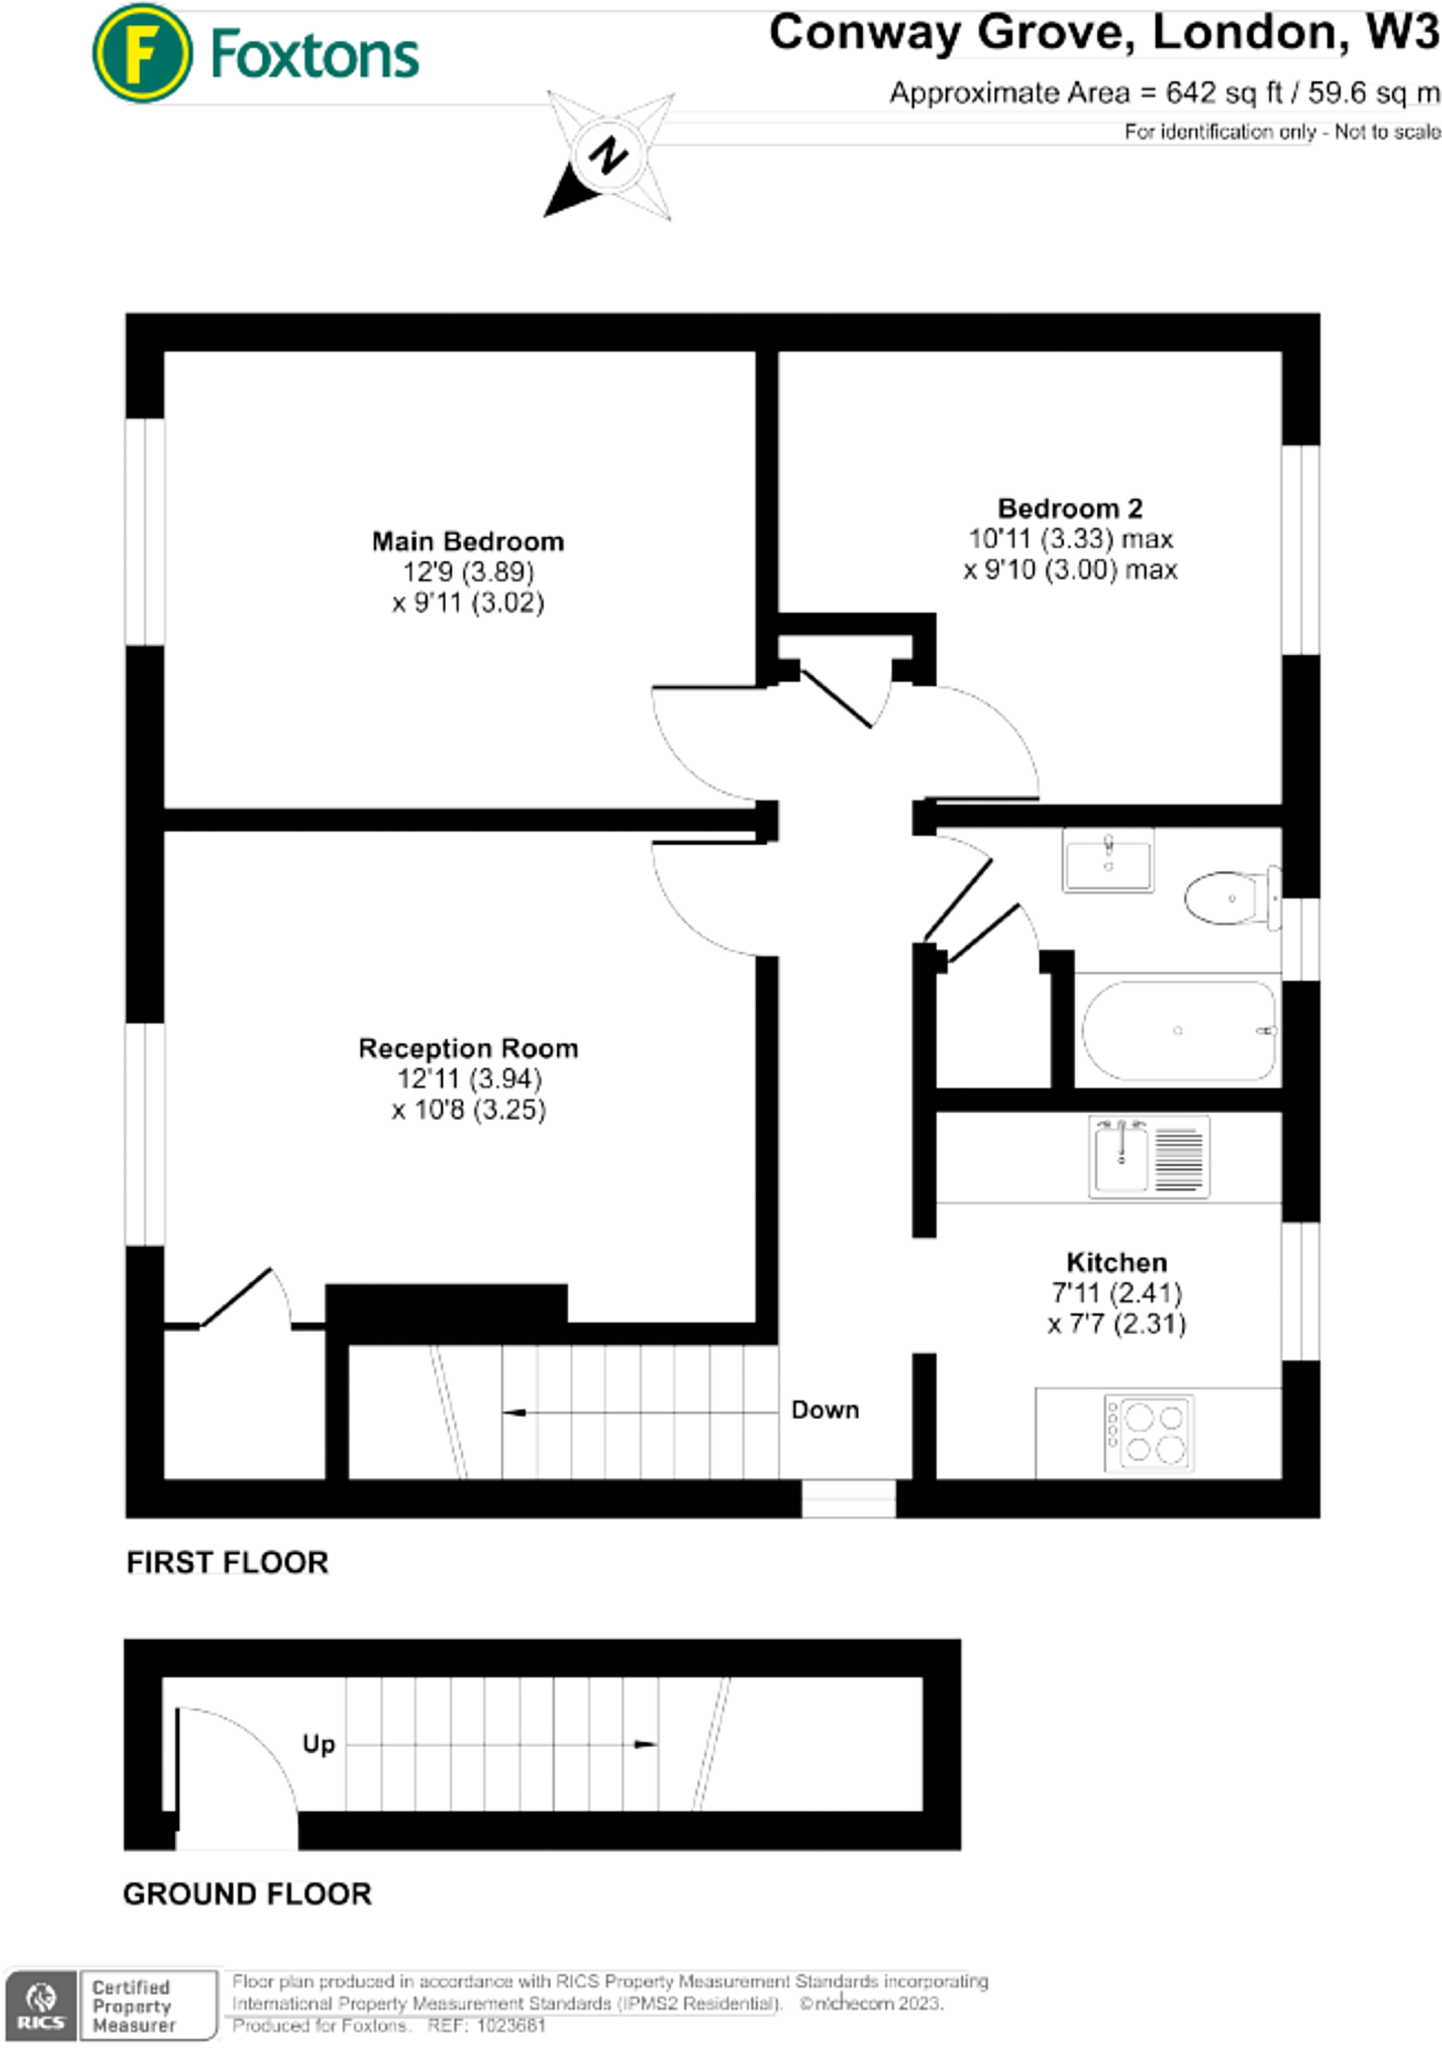 F Foxtons
Conway Grove, London, W3
Approximate Area = 642 sq ft / 59.6 sq m
For identification only - Not to scale
N
Main Bedroom
12'9 (3.89)
x 9'11 (3.02)
Bedroom 2
10'11 (3.33) max
x 9'10 (3.00) max
Reception Room
12'11 (3.94)
x 10'8 (3.25)
Kitchen
7'11 (2.41)
x 7'7 (2.31)
Down
FIRST FLOOR
Up
GROUND FLOOR
RICS
Certified
Property
Measurer
Floor plan produced in accordance with RICS Property Measurement Standards incorporating
International Property Measurement Standards (IPMS2 Residential). © nichecom 2023.
Produced for Foxtons. REF: 1023681